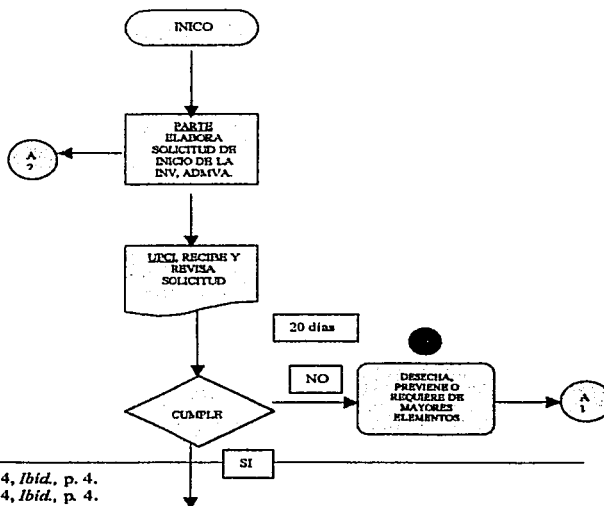 INICO
PARTE
ELABORA
SOLICITUD DE
INICIO DE LA
INV, ADMVA.
A
2
UPCI, RECIBE Y
REVISA
SOLICITUD
20 días
NO
DESECHA,
PREVIENE O
REQUIERE DE
MAYORES
ELEMENTOS
A
1
CUMPLE
SI
4, Ibid., p. 4.
4, Ibid., p. 4.